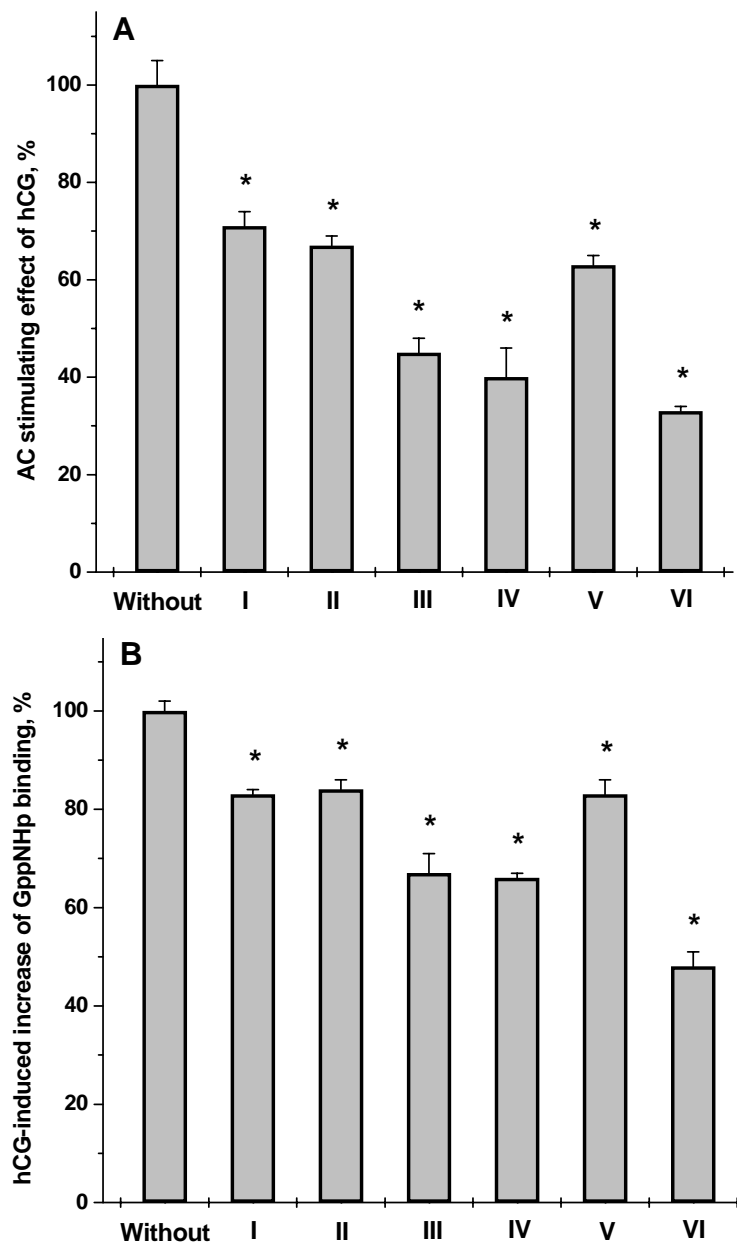 A
AC stimulating effect of hCG, %
100
80
60
40
20
0
* * * * * *
Without I II III IV V VI
B
hCG-induced increase of GppNHp binding, %
100
80
60
40
20
0
* * * * * *
Without I II III IV V VI